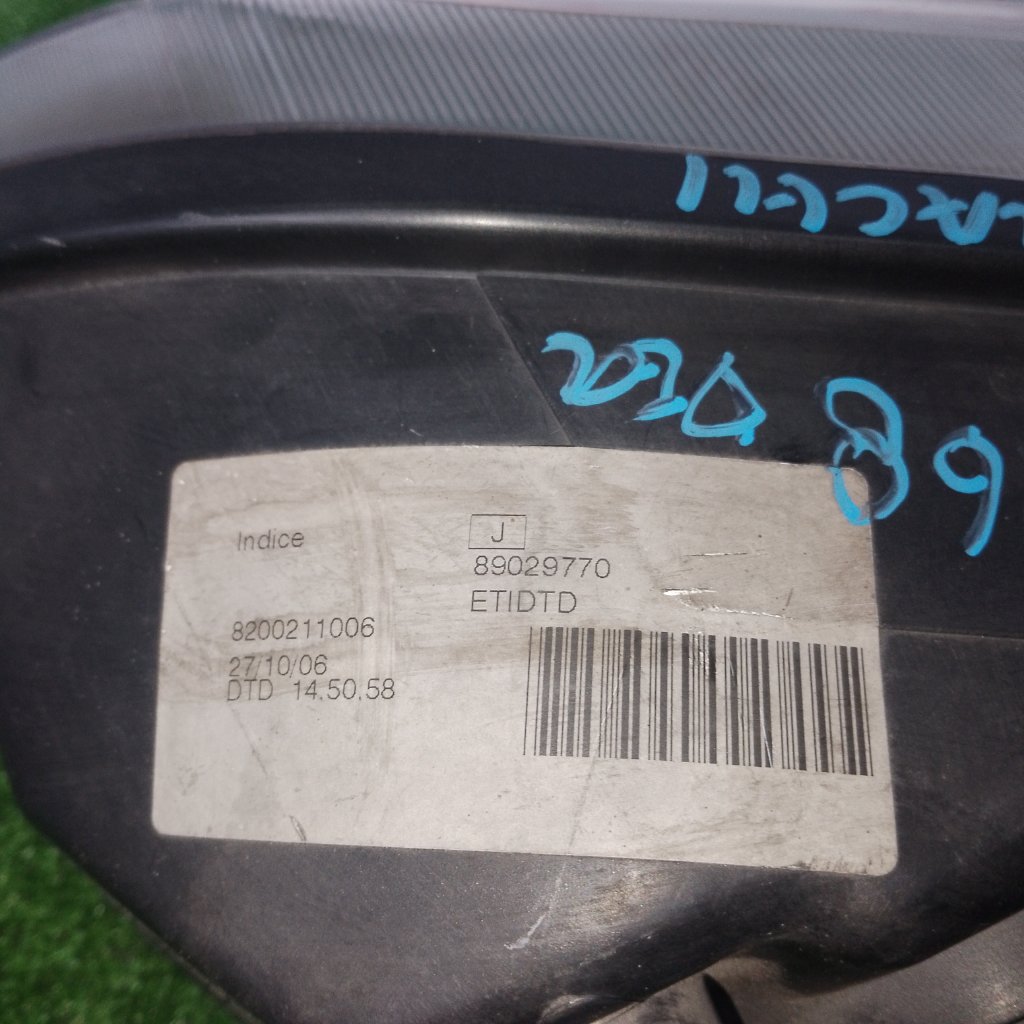 Indice
J
89029770
ETIDTD
8200211006
27/10/06
DTD 14.50.58